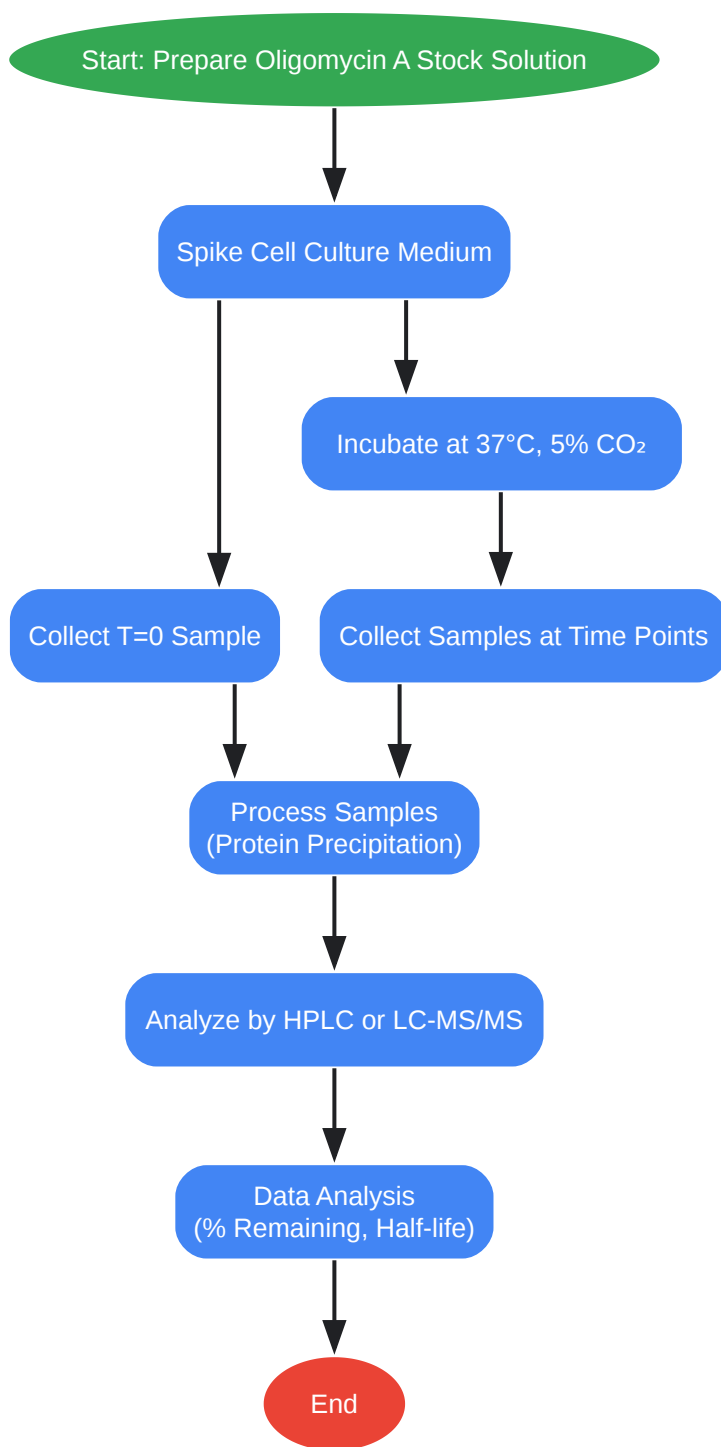 Start: Prepare Oligomycin A Stock Solution
Spike Cell Culture Medium
Incubate at 37°C, 5% CO₂
Collect T=0 Sample
Collect Samples at Time Points
Process Samples
(Protein Precipitation)
Analyze by HPLC or LC-MS/MS
Data Analysis
(% Remaining, Half-life)
End